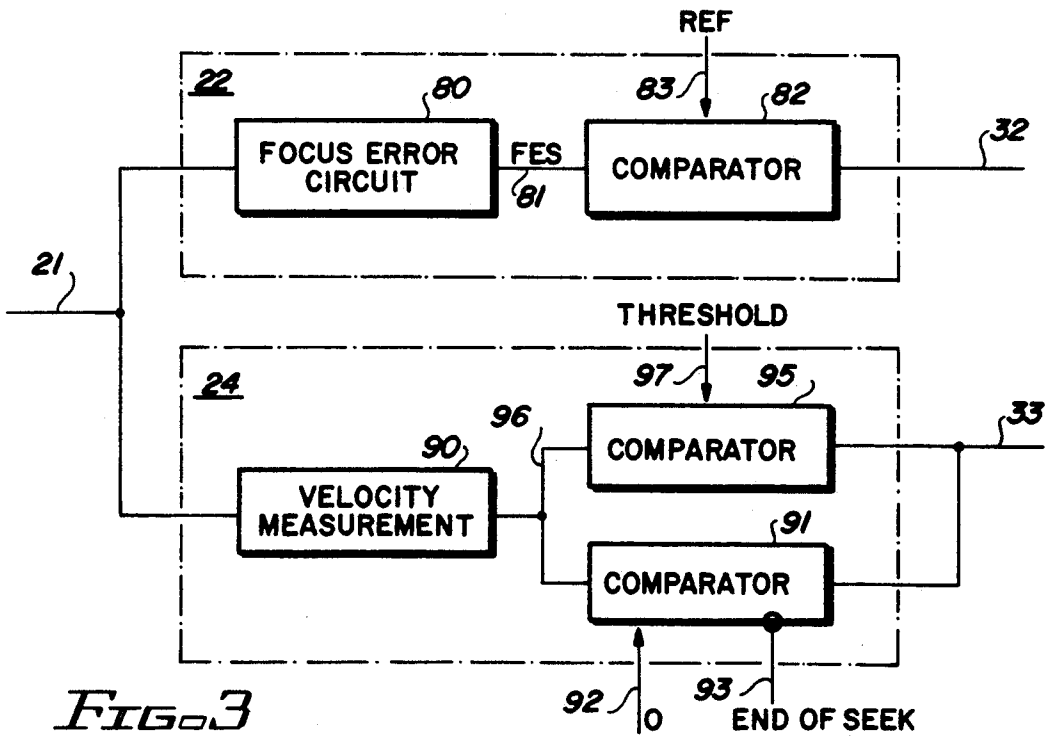 REF
22
80
83
82
32
FOCUS ERROR
CIRCUIT
FES
81
COMPARATOR
21
THRESHOLD
24
97
95
33
96
COMPARATOR
90
VELOCITY
MEASUREMENT
91
COMPARATOR
92
0
93
END OF SEEK
FIG. 3